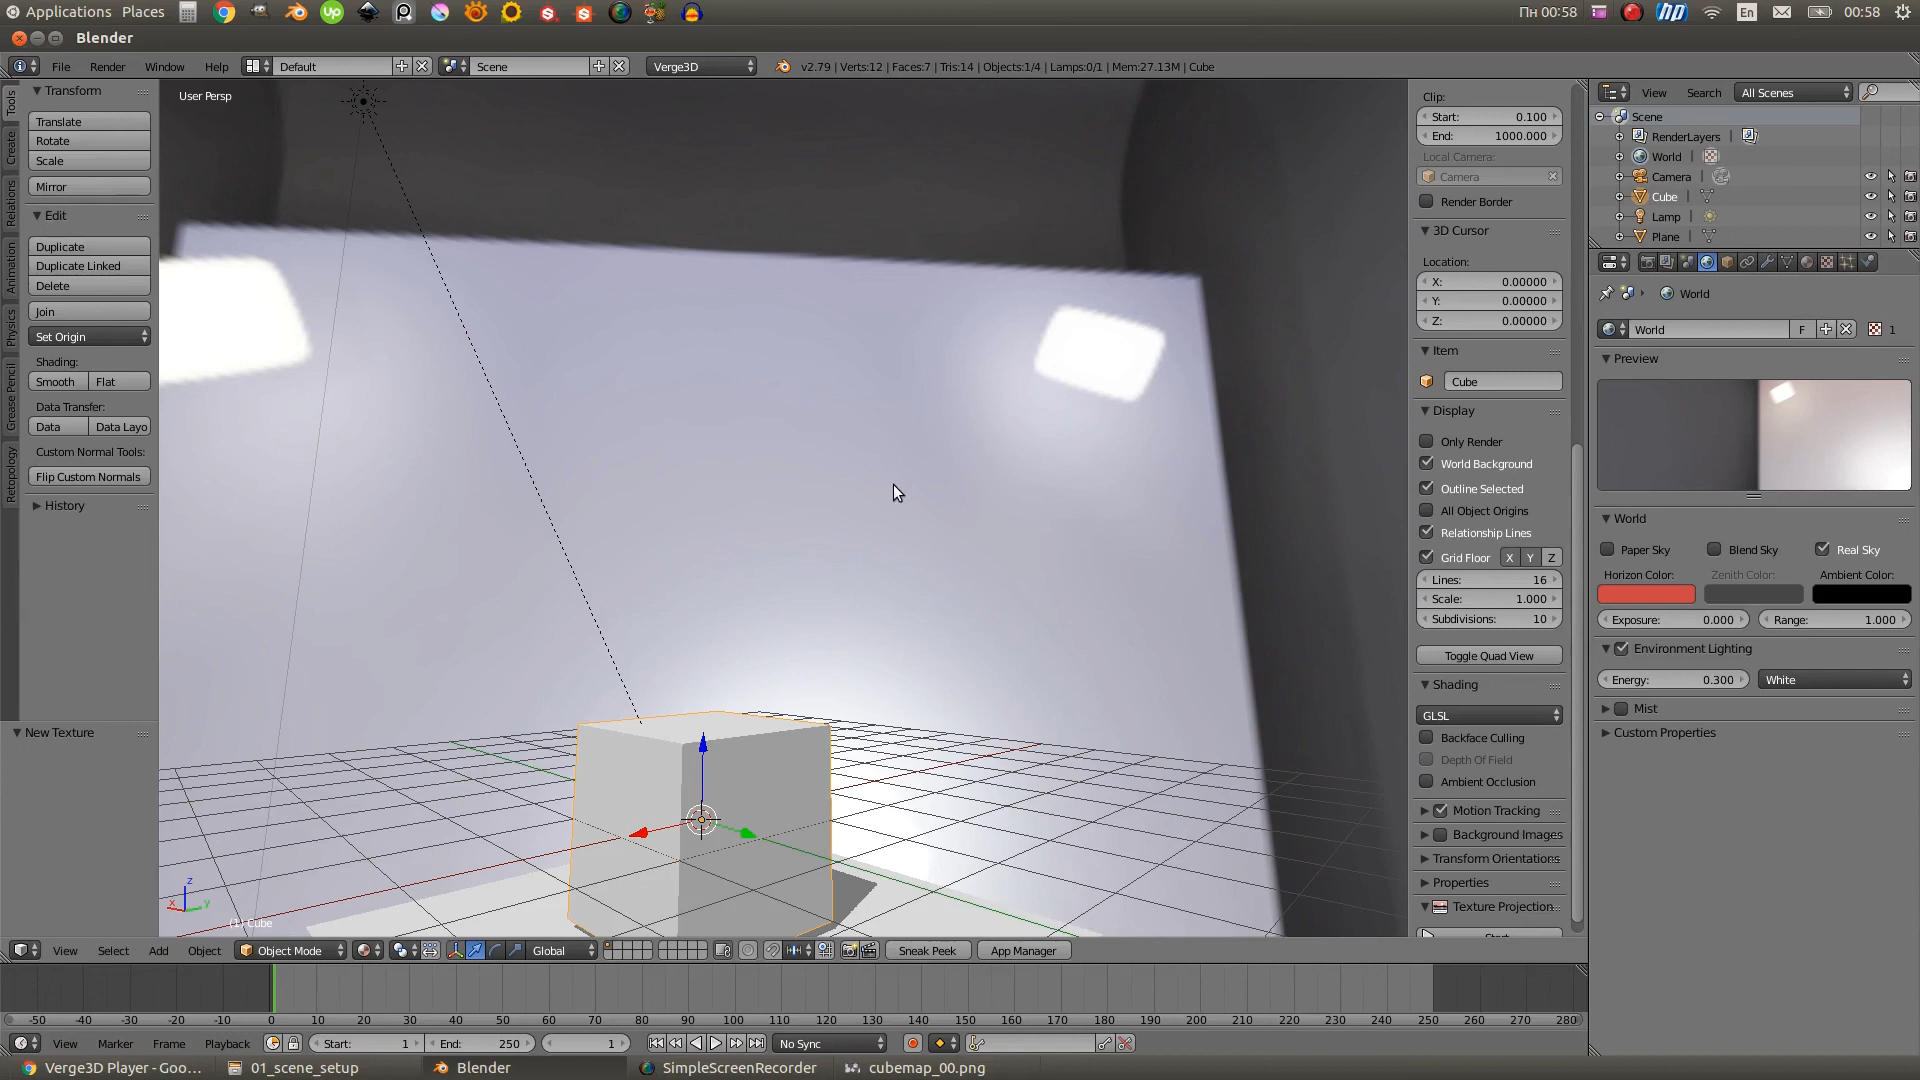 Applications Places Пн 00:58 En 00:58
Blender
File Render Window Help Default Scene Verge3D v2.79 | Verts:12 | Faces:7 | Tris:14 | Objects:1/4 | Lamps:0/1 | Mem:27.13M | Cube
Tools
Create
Relations
Animation
Physics
Grease Pencil
Retopology
Transform
Translate
Rotate
Scale
Mirror
Edit
Duplicate
Duplicate Linked
Delete
Join
Set Origin
Shading:
Smooth Flat
Data Transfer:
Data Data Layo
Custom Normal Tools:
Flip Custom Normals
History
New Texture
User Persp
(1) Cube
Clip:
Start: 0.100
End: 1000.000
Local Camera:
Camera
Render Border
3D Cursor
Location:
X: 0.00000
Y: 0.00000
Z: 0.00000
Item
Cube
Display
Only Render
World Background
Outline Selected
All Object Origins
Relationship Lines
Grid Floor X Y Z
Lines: 16
Scale: 1.000
Subdivisions: 10
Toggle Quad View
Shading
GLSL
Backface Culling
Depth Of Field
Ambient Occlusion
Motion Tracking
Background Images
Transform Orientations
Properties
Texture Projection
View Search All Scenes
Scene
RenderLayers
World
Camera
Cube
Lamp
Plane
World
World F 1
Preview
World
Paper Sky Blend Sky Real Sky
Horizon Color: Zenith Color: Ambient Color:
Exposure: 0.000 Range: 1.000
Environment Lighting
Energy: 0.300 White
Mist
Custom Properties
View Select Add Object Object Mode Global Sneak Peek App Manager
-50 -40 -30 -20 -10 0 10 20 30 40 50 60 70 80 90 100 110 120 130 140 150 160 170 180 190 200 210 220 230 240 250 260 270 280
View Marker Frame Playback Start: 1 End: 250 1 No Sync
Verge3D Player - Goo... 01_scene_setup Blender SimpleScreenRecorder cubemap_00.png